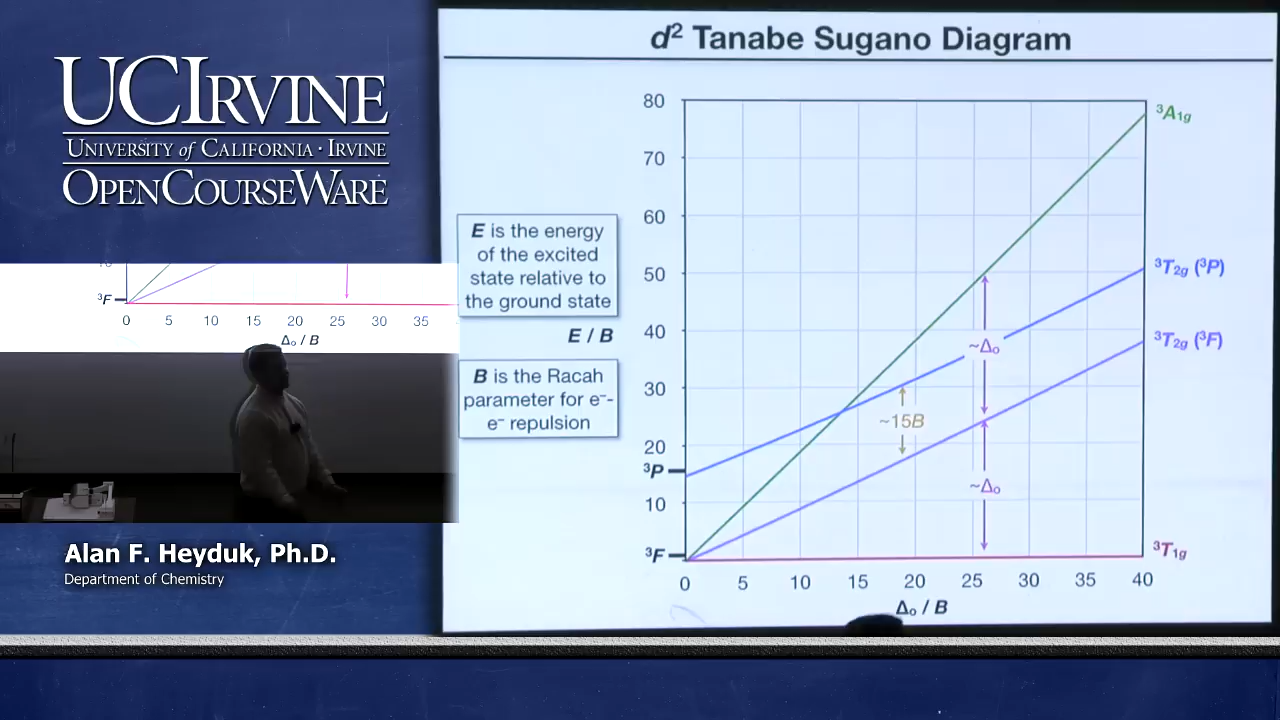 UCIRVINE
UNIVERSITY of CALIFORNIA · IRVINE
OPENCOURSEWARE
³F
0 5 10 15 20 25 30 35
Δₒ / B
Alan F. Heyduk, Ph.D.
Department of Chemistry
d² Tanabe Sugano Diagram
E is the energy
of the excited
state relative to
the ground state
E / B
B is the Racah
parameter for e⁻-
e⁻ repulsion
80
70
60
50
40
30
20
³P
10
³F
³A₁g
³T₂g (³P)
³T₂g (³F)
³T₁g
~Δₒ
~15B
~Δₒ
0 5 10 15 20 25 30 35 40
Δₒ / B